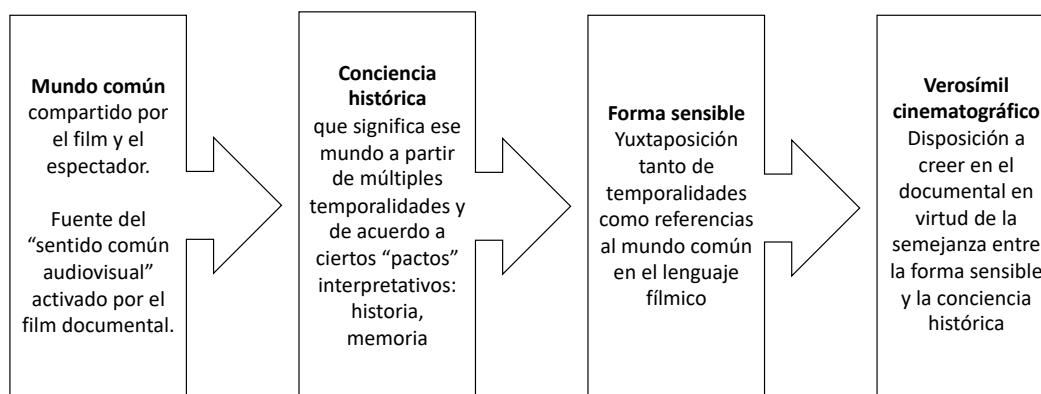 Mundo común
compartido por
el film y el
espectador.
Fuente del
“sentido común
audiovisual”
activado por el
film documental.
Conciencia
histórica
que significa ese
mundo a partir
de múltiples
temporalidades y
de acuerdo a
ciertos “pactos”
interpretativos:
historia,
memoria
Forma sensible
Yuxtaposición
tanto de
temporalidades
como referencias
al mundo común
en el lenguaje
fílmico
Verosímil
cinematográfico
Disposición a
creer en el
documental en
virtud de la
semejanza entre
la forma sensible
y la conciencia
histórica